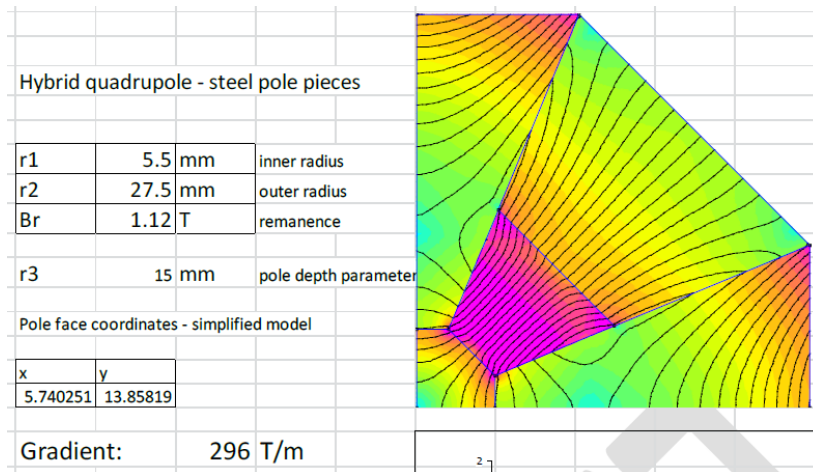 Hybrid quadrupole - steel pole pieces
r1 5.5 mm inner radius
r2 27.5 mm outer radius
Br 1.12 T remanence
r3 15 mm pole depth parameter
Pole face coordinates - simplified model
x y
5.740251 13.85819
Gradient: 296 T/m
2